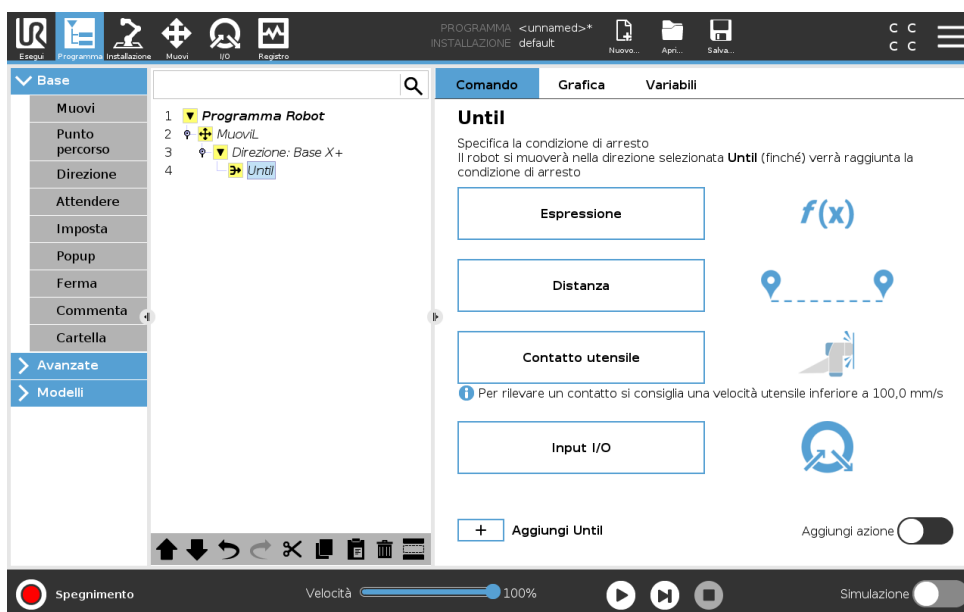 UR
PROGRAMMA <unnamed>*
INSTALLAZIONE default
Esegui
Programma
Installazione
Muovi
I/O
Registro
Nuovo...
Apri...
Salva...
C C
C C
Base
Muovi
Punto
percorso
Direzione
Attendere
Imposta
Popup
Ferma
Commenta
Cartella
Avanzate
Modelli
1 Programma Robot
2 MuoviL
3 Direzione: Base X+
4 Until
Comando
Grafica
Variabili
Until
Specifica la condizione di arresto
Il robot si muoverà nella direzione selezionata Until (finché) verrà raggiunta la
condizione di arresto
Espressione
f(x)
Distanza
Contatto utensile
Per rilevare un contatto si consiglia una velocità utensile inferiore a 100,0 mm/s
Input I/O
+ Aggiungi Until
Aggiungi azione
Spegnimento
Velocità
100%
Simulazione